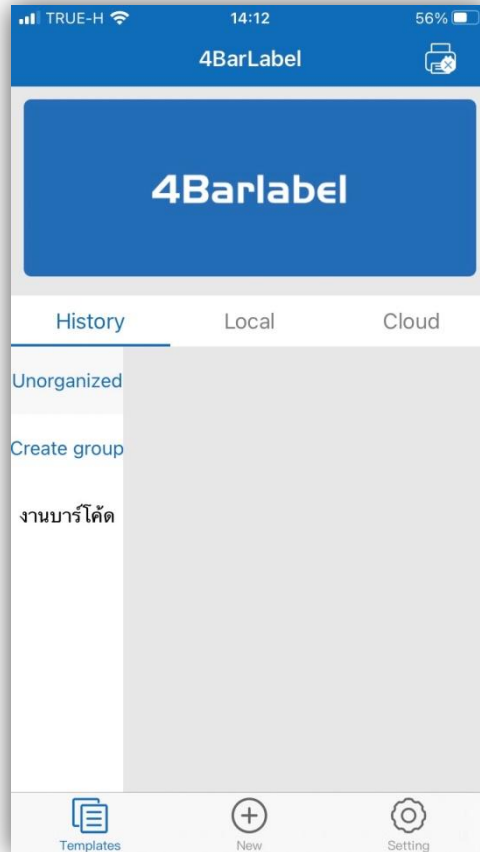 TRUE-H 14:12 56%
4BarLabel
4Barlabel
History Local Cloud
Unorganized
Create group
งานบาร์โค้ด
Templates New Setting